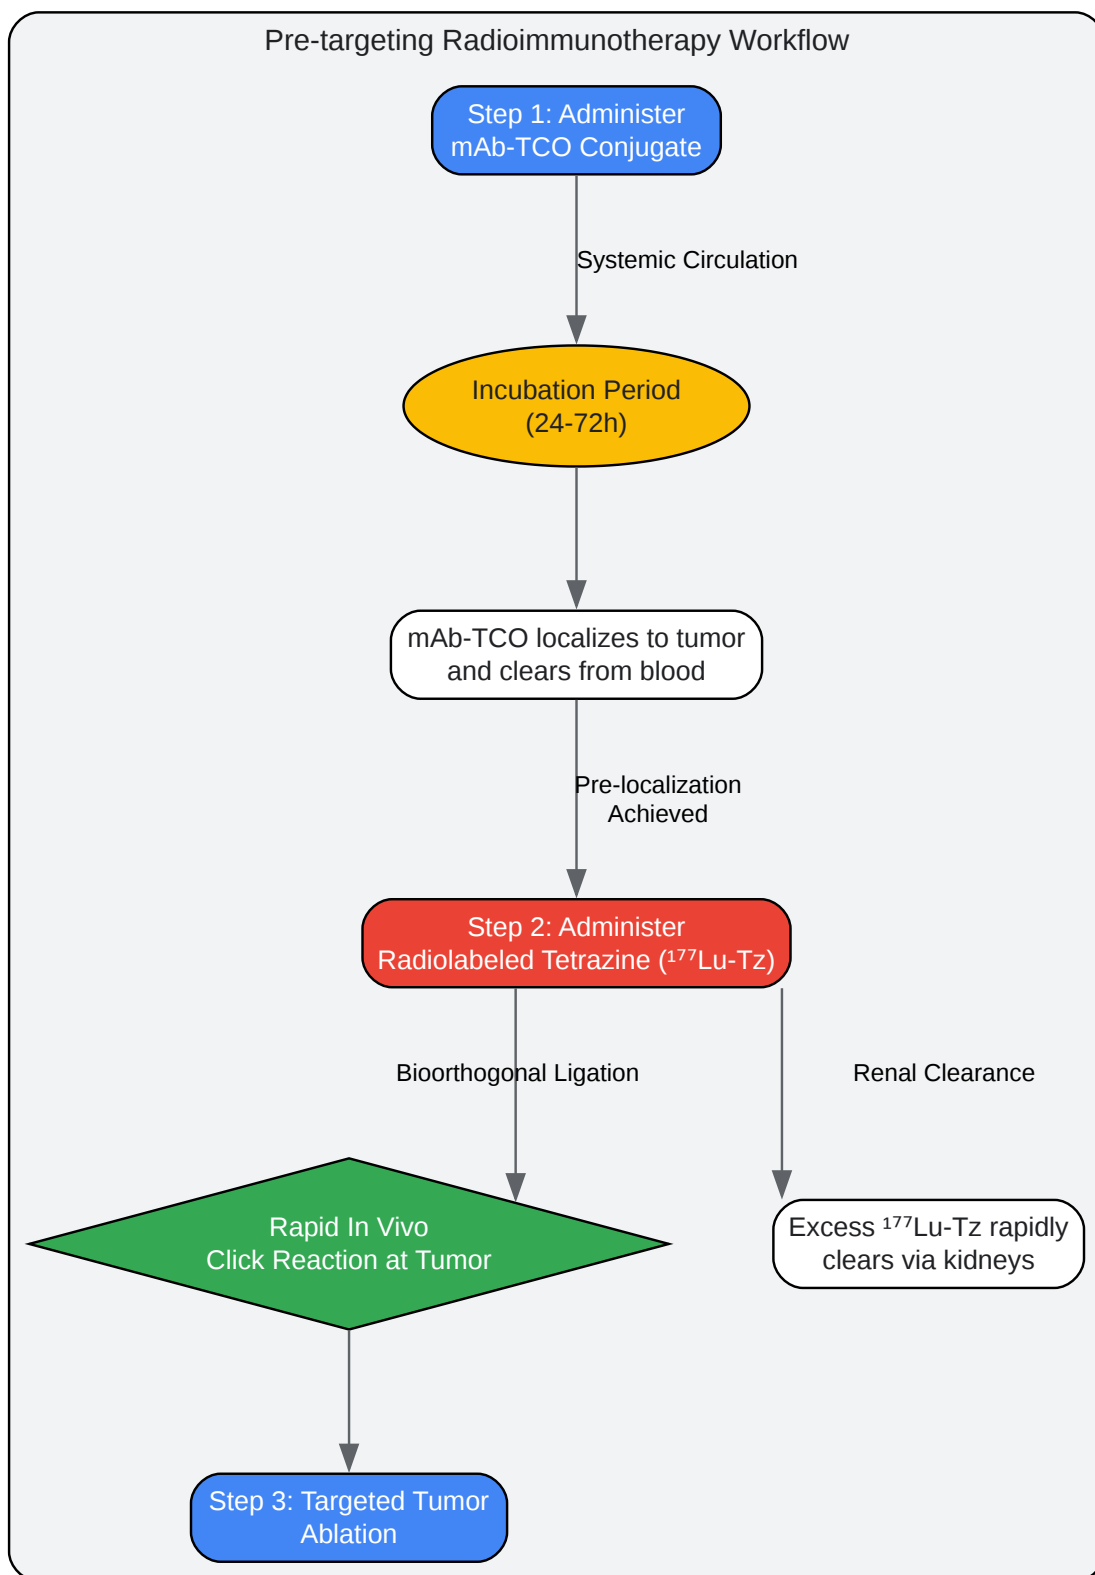 Pre-targeting Radioimmunotherapy Workflow
Step 1: Administer
mAb-TCO Conjugate
Systemic Circulation
Incubation Period
(24-72h)
mAb-TCO localizes to tumor
and clears from blood
Pre-localization
Achieved
Step 2: Administer
Radiolabeled Tetrazine (¹⁷⁷Lu-Tz)
Bioorthogonal Ligation
Renal Clearance
Rapid In Vivo
Click Reaction at Tumor
Excess ¹⁷⁷Lu-Tz rapidly
clears via kidneys
Step 3: Targeted Tumor
Ablation